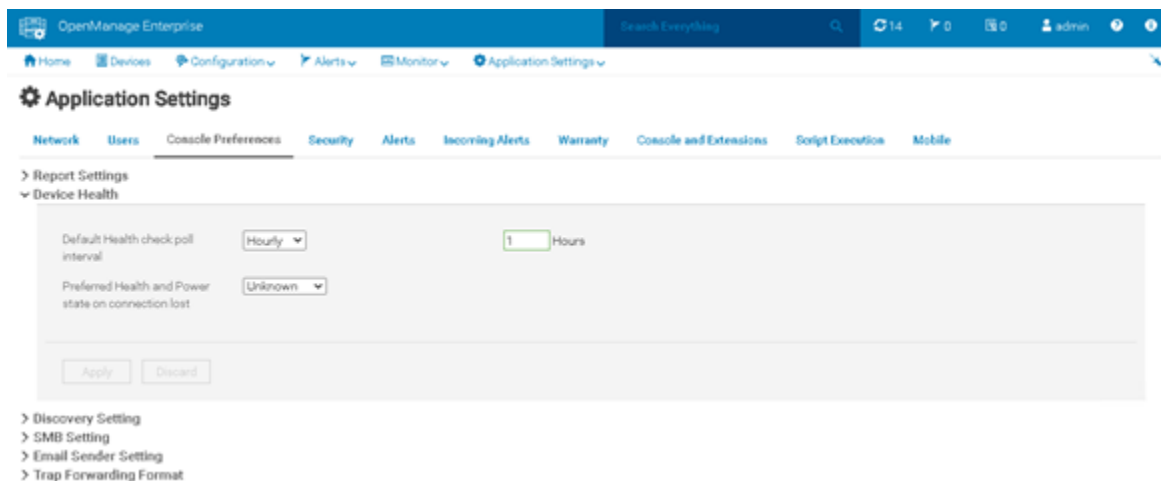 OpenManage Enterprise Search Everything 14 0 0 admin
Home Devices Configuration Alerts Monitor Application Settings
Application Settings
Network Users Console Preferences Security Alerts Incoming Alerts Warranty Console and Extensions Script Execution Mobile
> Report Settings
Device Health
Default Health check poll interval Hourly 1 Hours
Preferred Health and Power state on connection lost Unknown
Apply Discard
> Discovery Setting
> SMB Setting
> Email Sender Setting
> Trap Forwarding Format